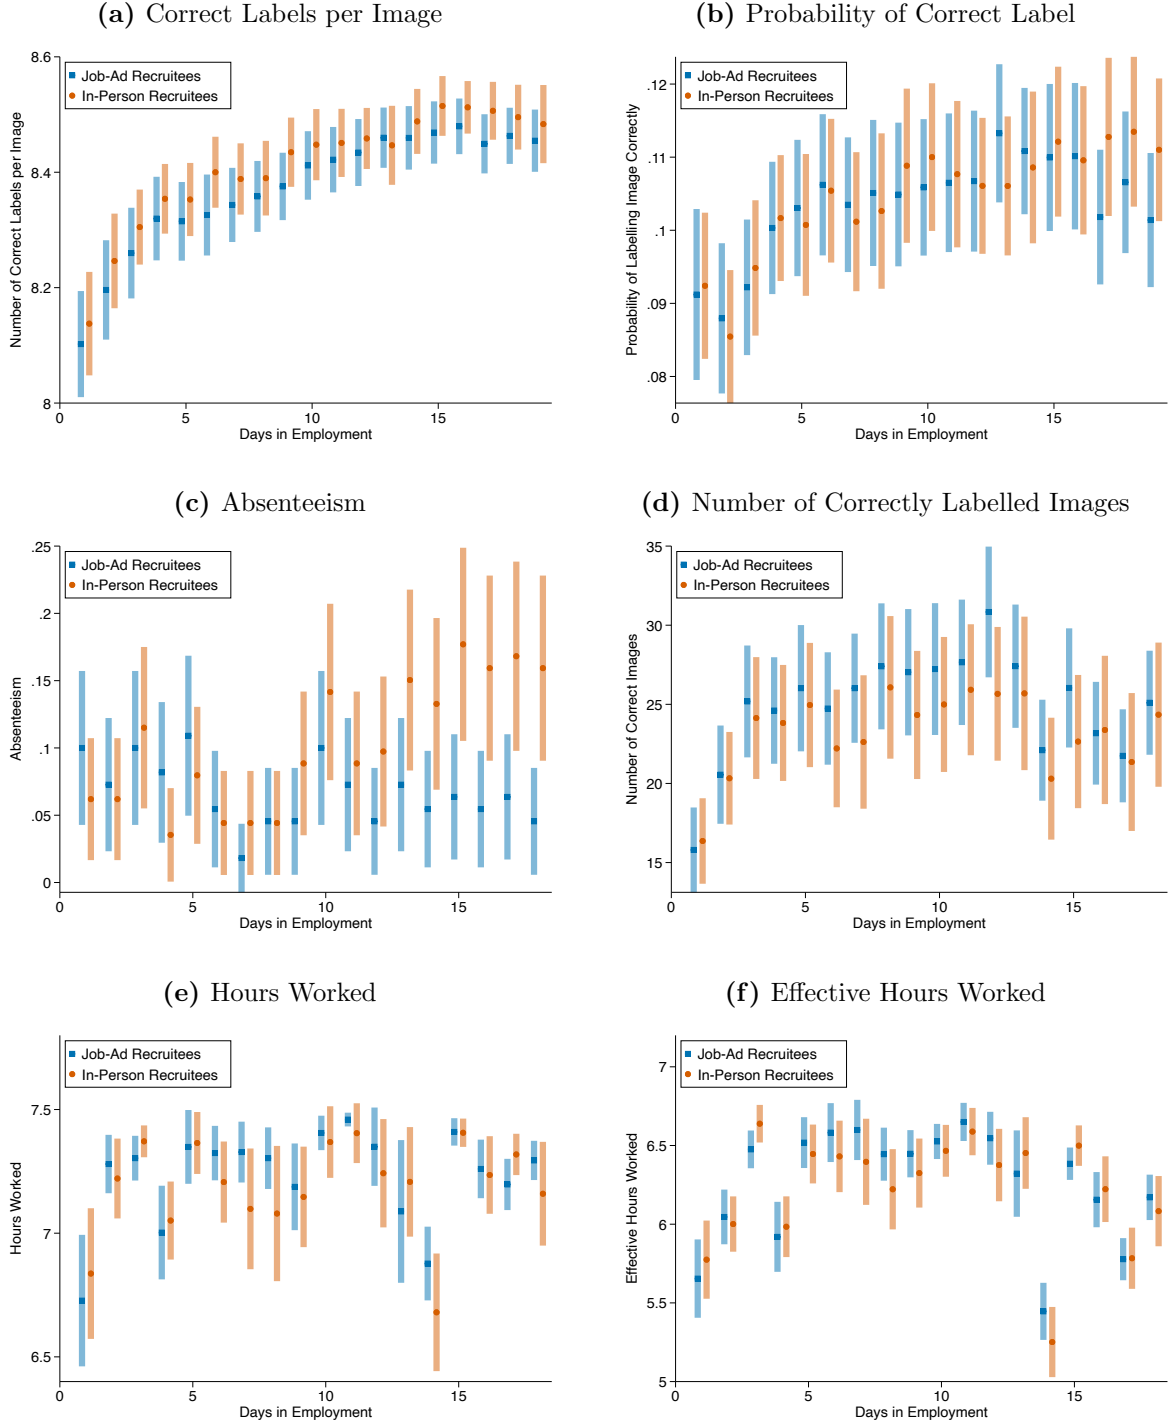 (a) Correct Labels per Image
Number of Correct Labels per Image
8.6
8.4
8.2
8
Job-Ad Recruitees
In-Person Recruitees
0 5 10 15
Days in Employment
(b) Probability of Correct Label
Probability of Labelling Image Correctly
.12
.11
.1
.09
.08
Job-Ad Recruitees
In-Person Recruitees
0 5 10 15
Days in Employment
(c) Absenteeism
Absenteeism
.25
.2
.15
.1
.05
0
Job-Ad Recruitees
In-Person Recruitees
0 5 10 15
Days in Employment
(d) Number of Correctly Labelled Images
Number of Correct Images
35
30
25
20
15
Job-Ad Recruitees
In-Person Recruitees
0 5 10 15
Days in Employment
(e) Hours Worked
Hours Worked
7.5
7
6.5
Job-Ad Recruitees
In-Person Recruitees
0 5 10 15
Days in Employment
(f) Effective Hours Worked
Effective Hours Worked
7
6.5
6
5.5
5
Job-Ad Recruitees
In-Person Recruitees
0 5 10 15
Days in Employment